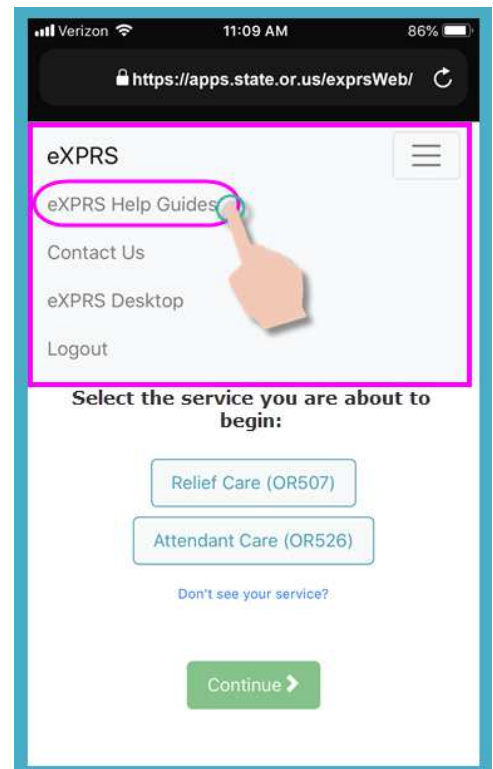 Verizon 11:09 AM 86%
https://apps.state.or.us/exprsWeb/
eXPRS
eXPRS Help Guides
Contact Us
eXPRS Desktop
Logout
Select the service you are about to
begin:
Relief Care (OR507)
Attendant Care (OR526)
Don't see your service?
Continue